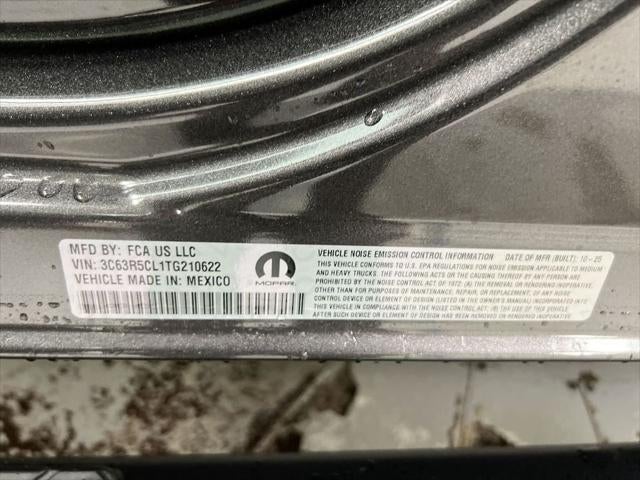 MFD BY: FCA US LLC
VIN: 3C63R5CL1TG210622
VEHICLE MADE IN: MEXICO
MOPAR
VEHICLE NOISE EMISSION CONTROL INFORMATION DATE OF MFR (BUILT): 10-25
THIS VEHICLE CONFORMS TO U.S. EPA REGULATIONS FOR NOISE EMISSION APPLICABLE TO MEDIUM
AND HEAVY TRUCKS. THE FOLLOWING ACTS OR THE CAUSING THEREOF BY ANY PERSON ARE
PROHIBITED BY THE NOISE CONTROL ACT OF 1972: (A) THE REMOVAL OR RENDERING INOPERATIVE,
OTHER THAN FOR PURPOSES OF MAINTENANCE, REPAIR, OR REPLACEMENT, OF ANY NOISE
CONTROL DEVICE OR ELEMENT OF DESIGN (LISTED IN THE OWNER'S MANUAL) INCORPORATED INTO
THIS VEHICLE IN COMPLIANCE WITH THE NOISE CONTROL ACT; (B) THE USE OF THIS VEHICLE
AFTER SUCH DEVICE OR ELEMENT OF DESIGN HAS BEEN REMOVED OR RENDERED INOPERATIVE.